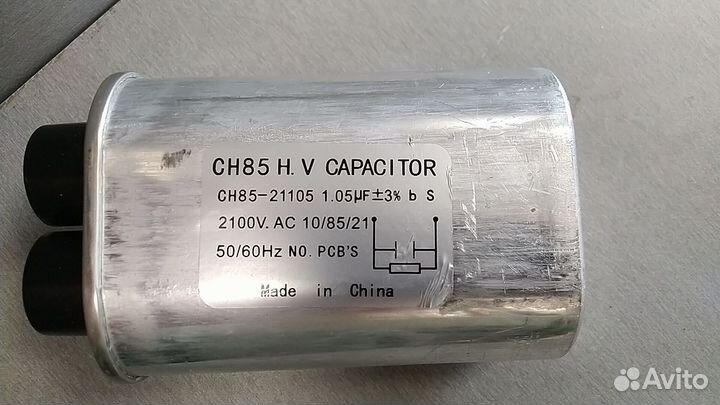 CH85 H.V CAPACITOR
CH85-21105 1.05µF±3% b S
2100V.AC 10/85/21
50/60Hz NO. PCB'S
Made in China
Avito